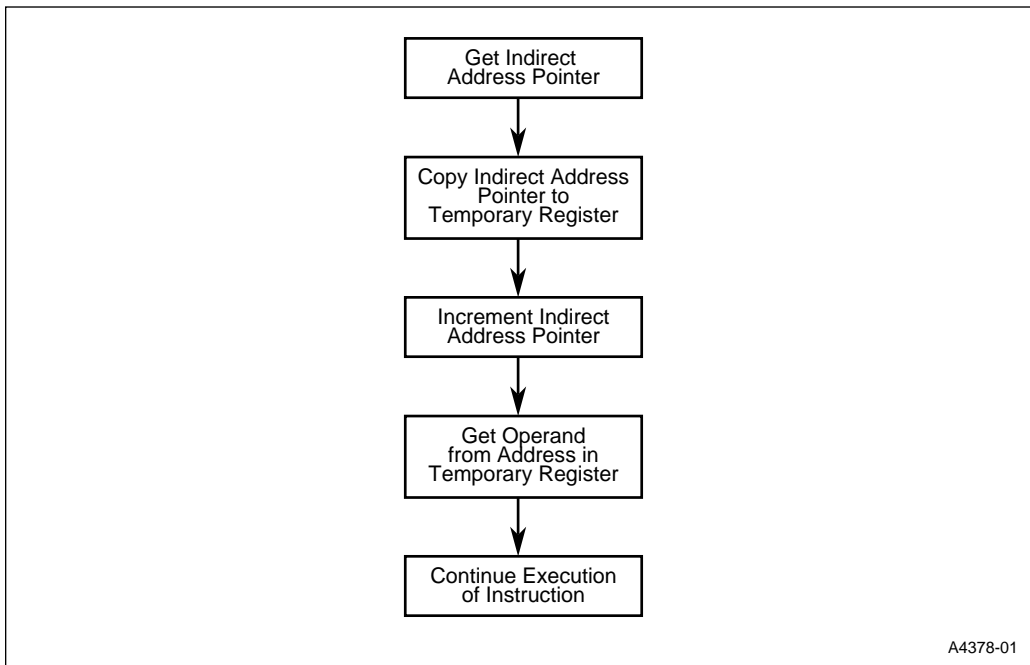 Get Indirect
Address Pointer
Copy Indirect Address
Pointer to
Temporary Register
Increment Indirect
Address Pointer
Get Operand
from Address in
Temporary Register
Continue Execution
of Instruction
A4378-01